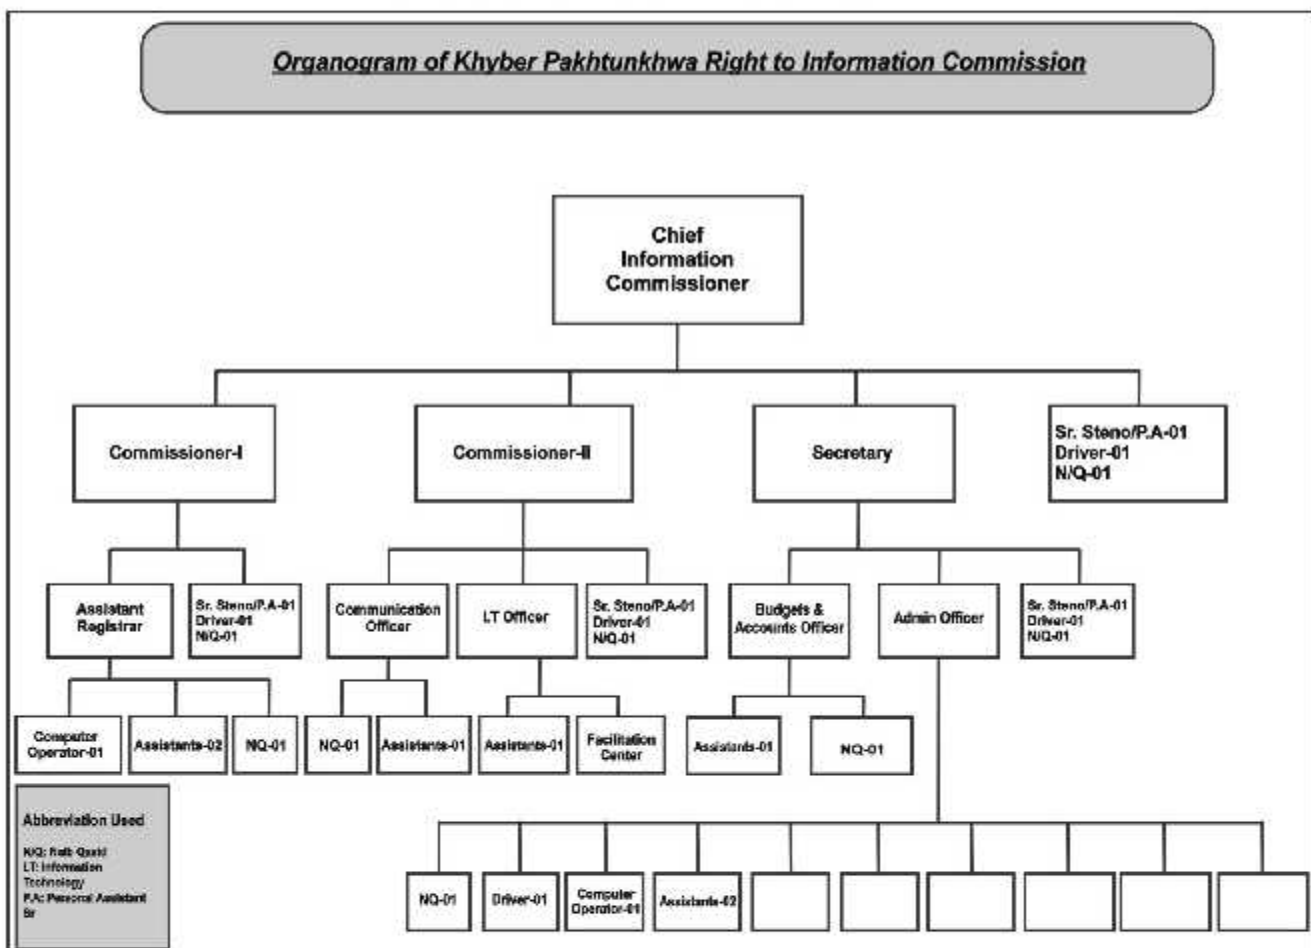 Organogram of Khyber Pakhtunkhwa Right to Information Commission
Chief
Information
Commissioner
Commissioner-I
Commissioner-II
Secretary
Sr. Steno/P.A-01
Driver-01
N/Q-01
Assistant
Registrar
Sr. Steno/P.A-01
Driver-01
N/Q-01
Communication
Officer
LT Officer
Sr. Steno/P.A-01
Driver-01
N/Q-01
Budgets &
Accounts Officer
Admin Officer
Sr. Steno/P.A-01
Driver-01
N/Q-01
Computer
Operator-01
Assistants-02
NQ-01
NQ-01
Assistants-01
Assistants-01
Facilitation
Center
Assistants-01
NQ-01
Abbreviation Used
N/Q: Naib Qasid
LT: Information
Technology
P.A: Personal Assistant
Sr
NQ-01
Driver-01
Computer
Operator-01
Assistants-02